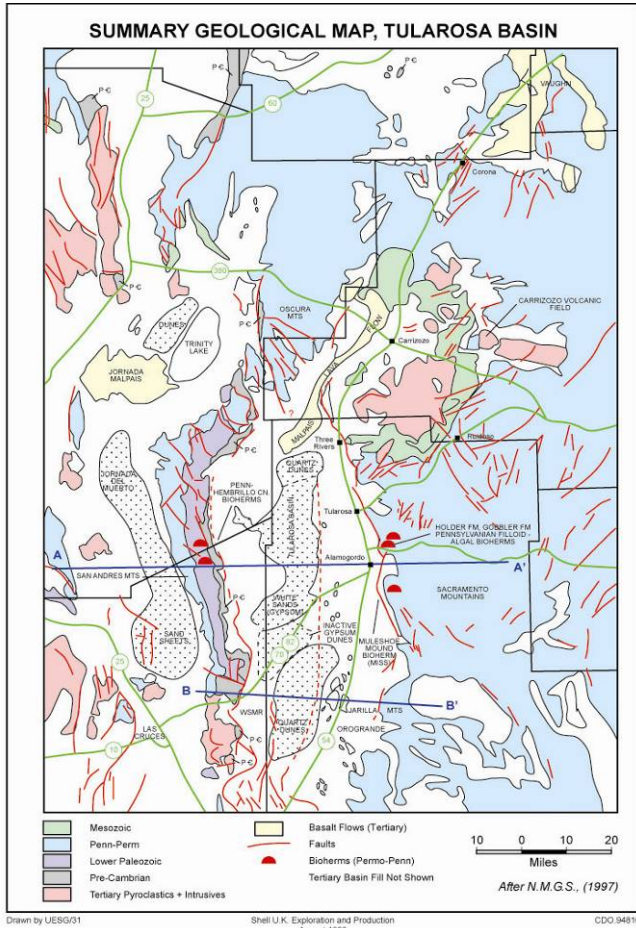 SUMMARY GEOLOGICAL MAP, TULAROSA BASIN
P Є
P Є
25
60
VAUGHN
Corona
P Є
380
OSCURA
MTS
P Є
DUNES
TRINITY
LAKE
FLOW
LAVA
MALPAIS
Carrizozo
CARRIZOZO VOLCANIC
FIELD
JORNADA
MALPAIS
?
Three
Rivers
Ruidoso
P Є
QUARTZ
DUNES
JORNADA
DEL
MUERTO
PENN-
HEMBRILLO CN.
BIOHERMS
TULAROSA BASIN
Tularosa
HOLDER FM, GOBBLER FM
PENNSYLVANIAN FILLOID -
ALGAL BIOHERMS
A
Alamogordo
A'
SAN ANDRES MTS
SACRAMENTO
MOUNTAINS
P Є
WHITE
SANDS
(GYPSUM)
INACTIVE
GYPSUM
DUNES
MULESHOE
MOUND
BIOHERM
(MISS)
SAND
SHEETS
82
70
25
B
B'
WSMR
JARILLA MTS
OROGRANDE
QUARTZ
DUNES
LAS
CRUCES
P Є
10
54
P Є
Mesozoic
Penn-Perm
Lower Paleozoic
Pre-Cambrian
Tertiary Pyroclastics + Intrusives
Basalt Flows (Tertiary)
Faults
Bioherms (Permo-Penn)
Tertiary Basin Fill Not Shown
10 0 10 20
Miles
After N.M.G.S., (1997)
Drawn by UESG/31
Shell U.K. Exploration and Production